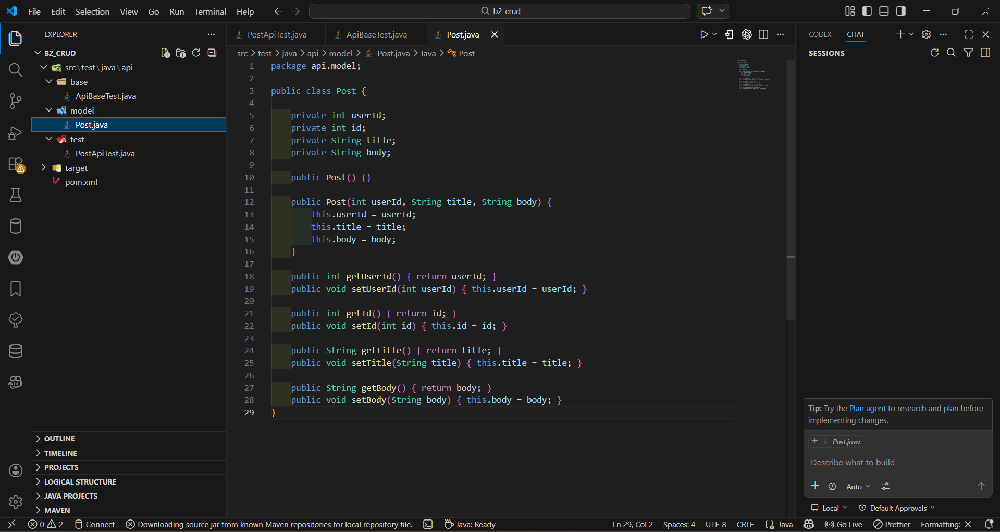 File Edit Selection View Go Run Terminal Help
b2_crud
EXPLORER
B2_CRUD
src\test\java\api
base
ApiBaseTest.java
model
Post.java
test
PostApiTest.java
target
pom.xml
OUTLINE
TIMELINE
PROJECTS
LOGICAL STRUCTURE
JAVA PROJECTS
MAVEN
PostApiTest.java
ApiBaseTest.java
Post.java
src > test > java > api > model > Post.java > Java > Post
1 package api.model;
2
3 public class Post {
4
5 private int userId;
6 private int id;
7 private String title;
8 private String body;
9
10 public Post() {}
11
12 public Post(int userId, String title, String body) {
13 this.userId = userId;
14 this.title = title;
15 this.body = body;
16 }
17
18 public int getUserId() { return userId; }
19 public void setUserId(int userId) { this.userId = userId; }
20
21 public int getId() { return id; }
22 public void setId(int id) { this.id = id; }
23
24 public String getTitle() { return title; }
25 public void setTitle(String title) { this.title = title; }
26
27 public String getBody() { return body; }
28 public void setBody(String body) { this.body = body; }
29 }
CODEX CHAT
SESSIONS
Tip: Try the Plan agent to research and plan before
implementing changes.
Post.java
Describe what to build
Auto
Local Default Approvals
0 2 Connect Downloading source jar from known Maven repositories for local repository file. Java: Ready Ln 29, Col 2 Spaces: 4 UTF-8 CRLF {} Java Go Live Prettier Formatting: ✕